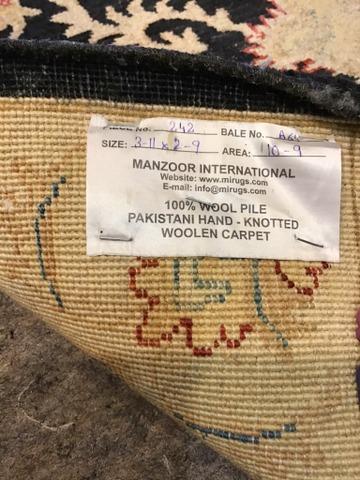 PIECE No. 242 BALE No.
SIZE: 3-11 x 2-9 AREA: 10-9
MANZOOR INTERNATIONAL
Website: www.mirugs.com
E-mail: info@mirugs.com
100% WOOL PILE
PAKISTANI HAND - KNOTTED
WOOLEN CARPET